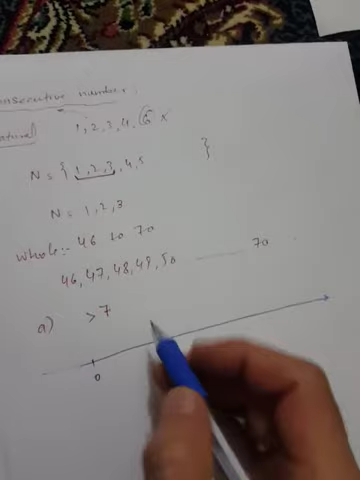 consecutive number.
Natural 1, 2, 3, 4, 5 x
N = { 1, 2, 3, 4, 5 }
N = 1, 2, 3
Whole:- 46 to 70
46, 47, 48, 49, 50 ——— 70
a) > 7
0